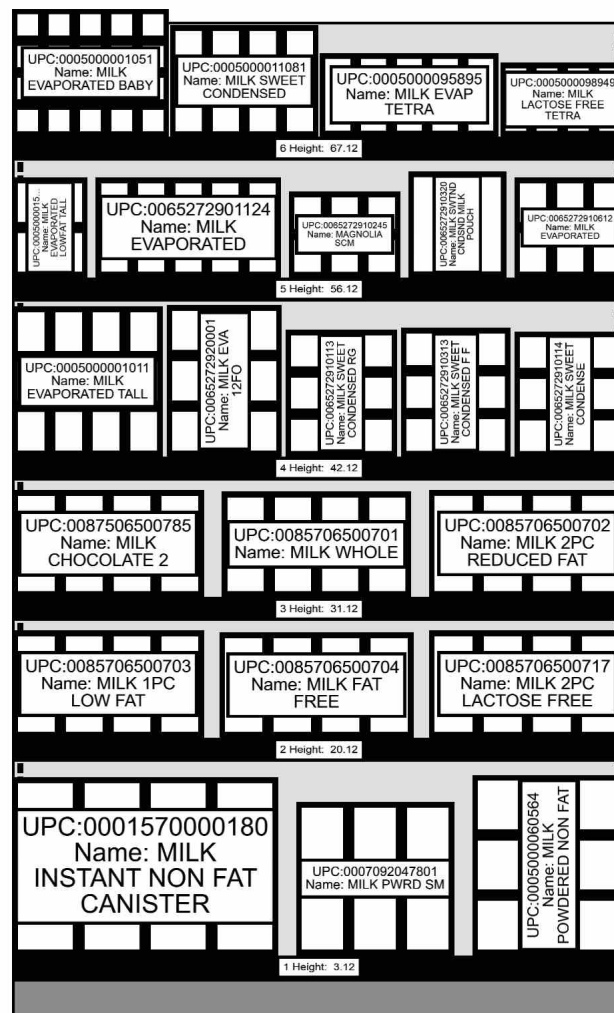 UPC:0005000001051
Name: MILK
EVAPORATED BABY
UPC:0005000011081
Name: MILK SWEET
CONDENSED
UPC:0005000095895
Name: MILK EVAP
TETRA
UPC:0005000098949
Name: MILK
LACTOSE FREE
TETRA
6 Height: 67.12
UPC:0005000015...
Name: MILK
EVAPORATED
LOWFAT TALL
UPC:0065272901124
Name: MILK
EVAPORATED
UPC:0065272910245
Name: MAGNOLIA
SCM
UPC:0065272910320
Name: MILK SWTND
CNDSND MILK
POUCH
UPC:0065272910612
Name: MILK
EVAPORATED
5 Height: 56.12
UPC:0005000001011
Name: MILK
EVAPORATED TALL
UPC:0065272920001
Name: MILK EVA
12FO
UPC:0065272910113
Name: MILK SWEET
CONDENSED RG
UPC:0065272910313
Name: MILK SWEET
CONDENSED F F
UPC:0065272910114
Name: MILK SWEET
CONDENSE
4 Height: 42.12
UPC:0087506500785
Name: MILK
CHOCOLATE 2
UPC:0085706500701
Name: MILK WHOLE
UPC:0085706500702
Name: MILK 2PC
REDUCED FAT
3 Height: 31.12
UPC:0085706500703
Name: MILK 1PC
LOW FAT
UPC:0085706500704
Name: MILK FAT
FREE
UPC:0085706500717
Name: MILK 2PC
LACTOSE FREE
2 Height: 20.12
UPC:0001570000180
Name: MILK
INSTANT NON FAT
CANISTER
UPC:0007092047801
Name: MILK PWRD SM
UPC:0005000060564
Name: MILK
POWDERED NON FAT
1 Height: 3.12